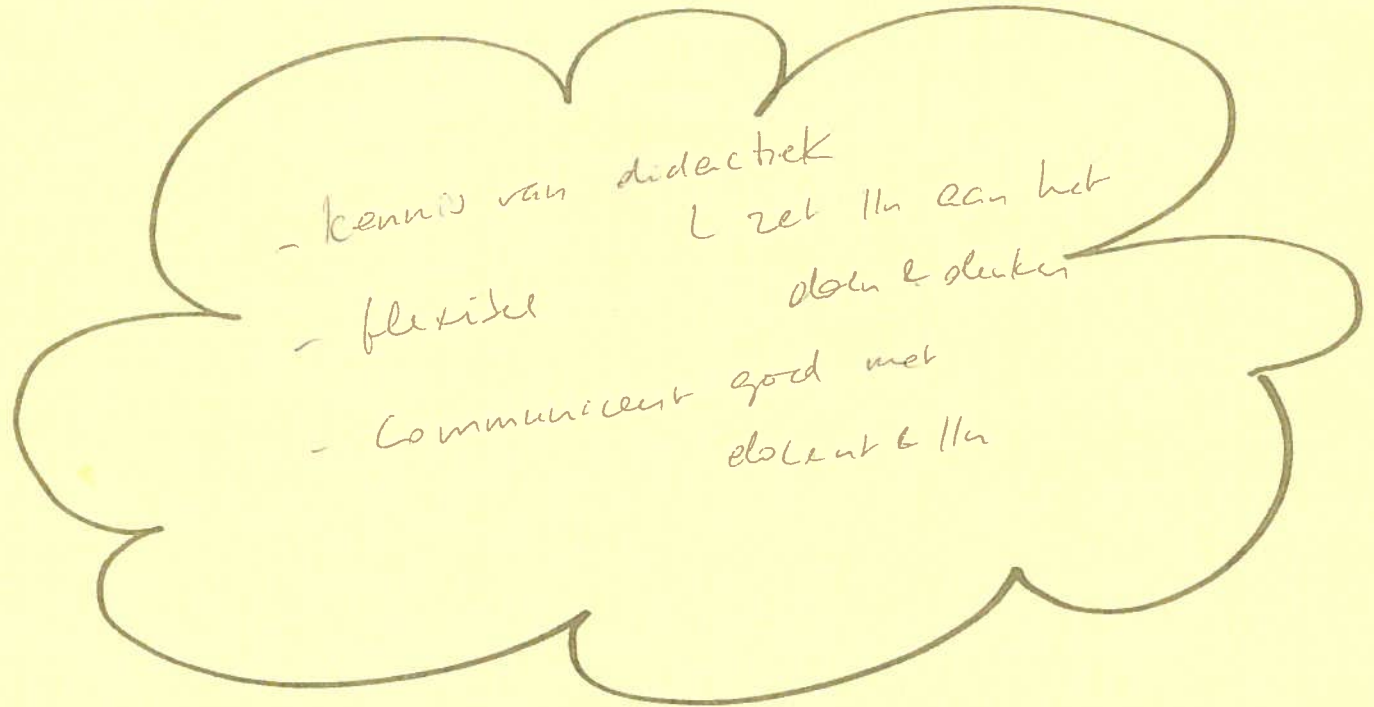 - kennis van didactiek
L zet lln aan het
doen & denken
- flexibel
- Communiceert goed met
docent & lln